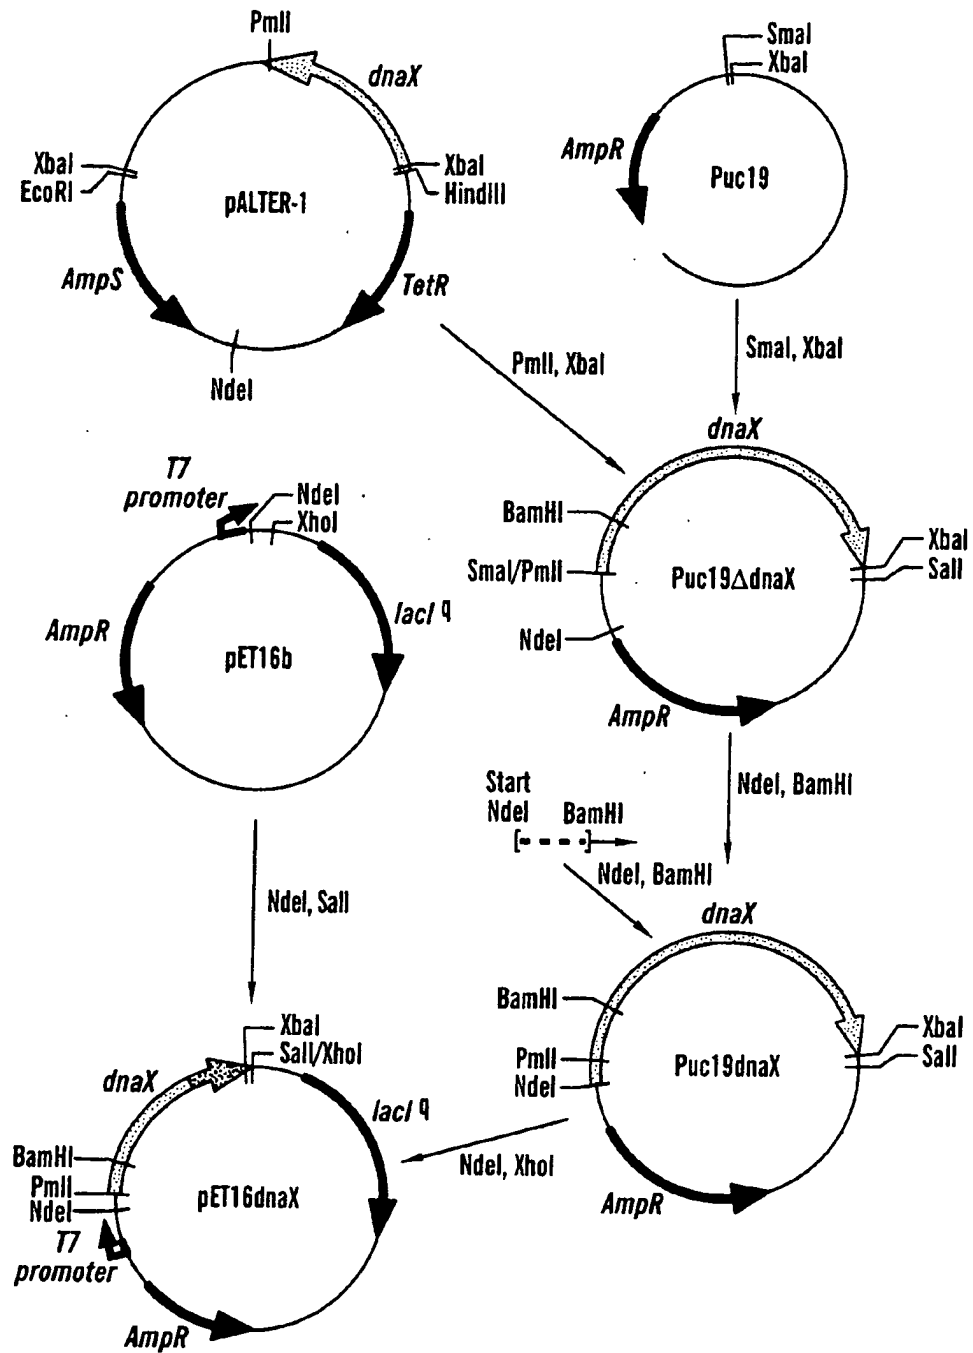 PmlI
dnaX
XbaI
EcoRI
XbaI
HindIII
pALTER-1
AmpS
TetR
NdeI
SmaI
XbaI
AmpR
Puc19
PmlI, XbaI
SmaI, XbaI
T7
promoter
NdeI
XhoI
lacI q
AmpR
pET16b
dnaX
BamHI
SmaI/PmlI
NdeI
XbaI
SalI
Puc19ΔdnaX
AmpR
NdeI, BamHI
Start
NdeI
BamHI
NdeI, BamHI
NdeI, SalI
dnaX
BamHI
PmlI
NdeI
XbaI
SalI
Puc19dnaX
AmpR
NdeI, XhoI
XbaI
SalI/XhoI
dnaX
lacI q
BamHI
PmlI
NdeI
pET16dnaX
T7
promoter
AmpR